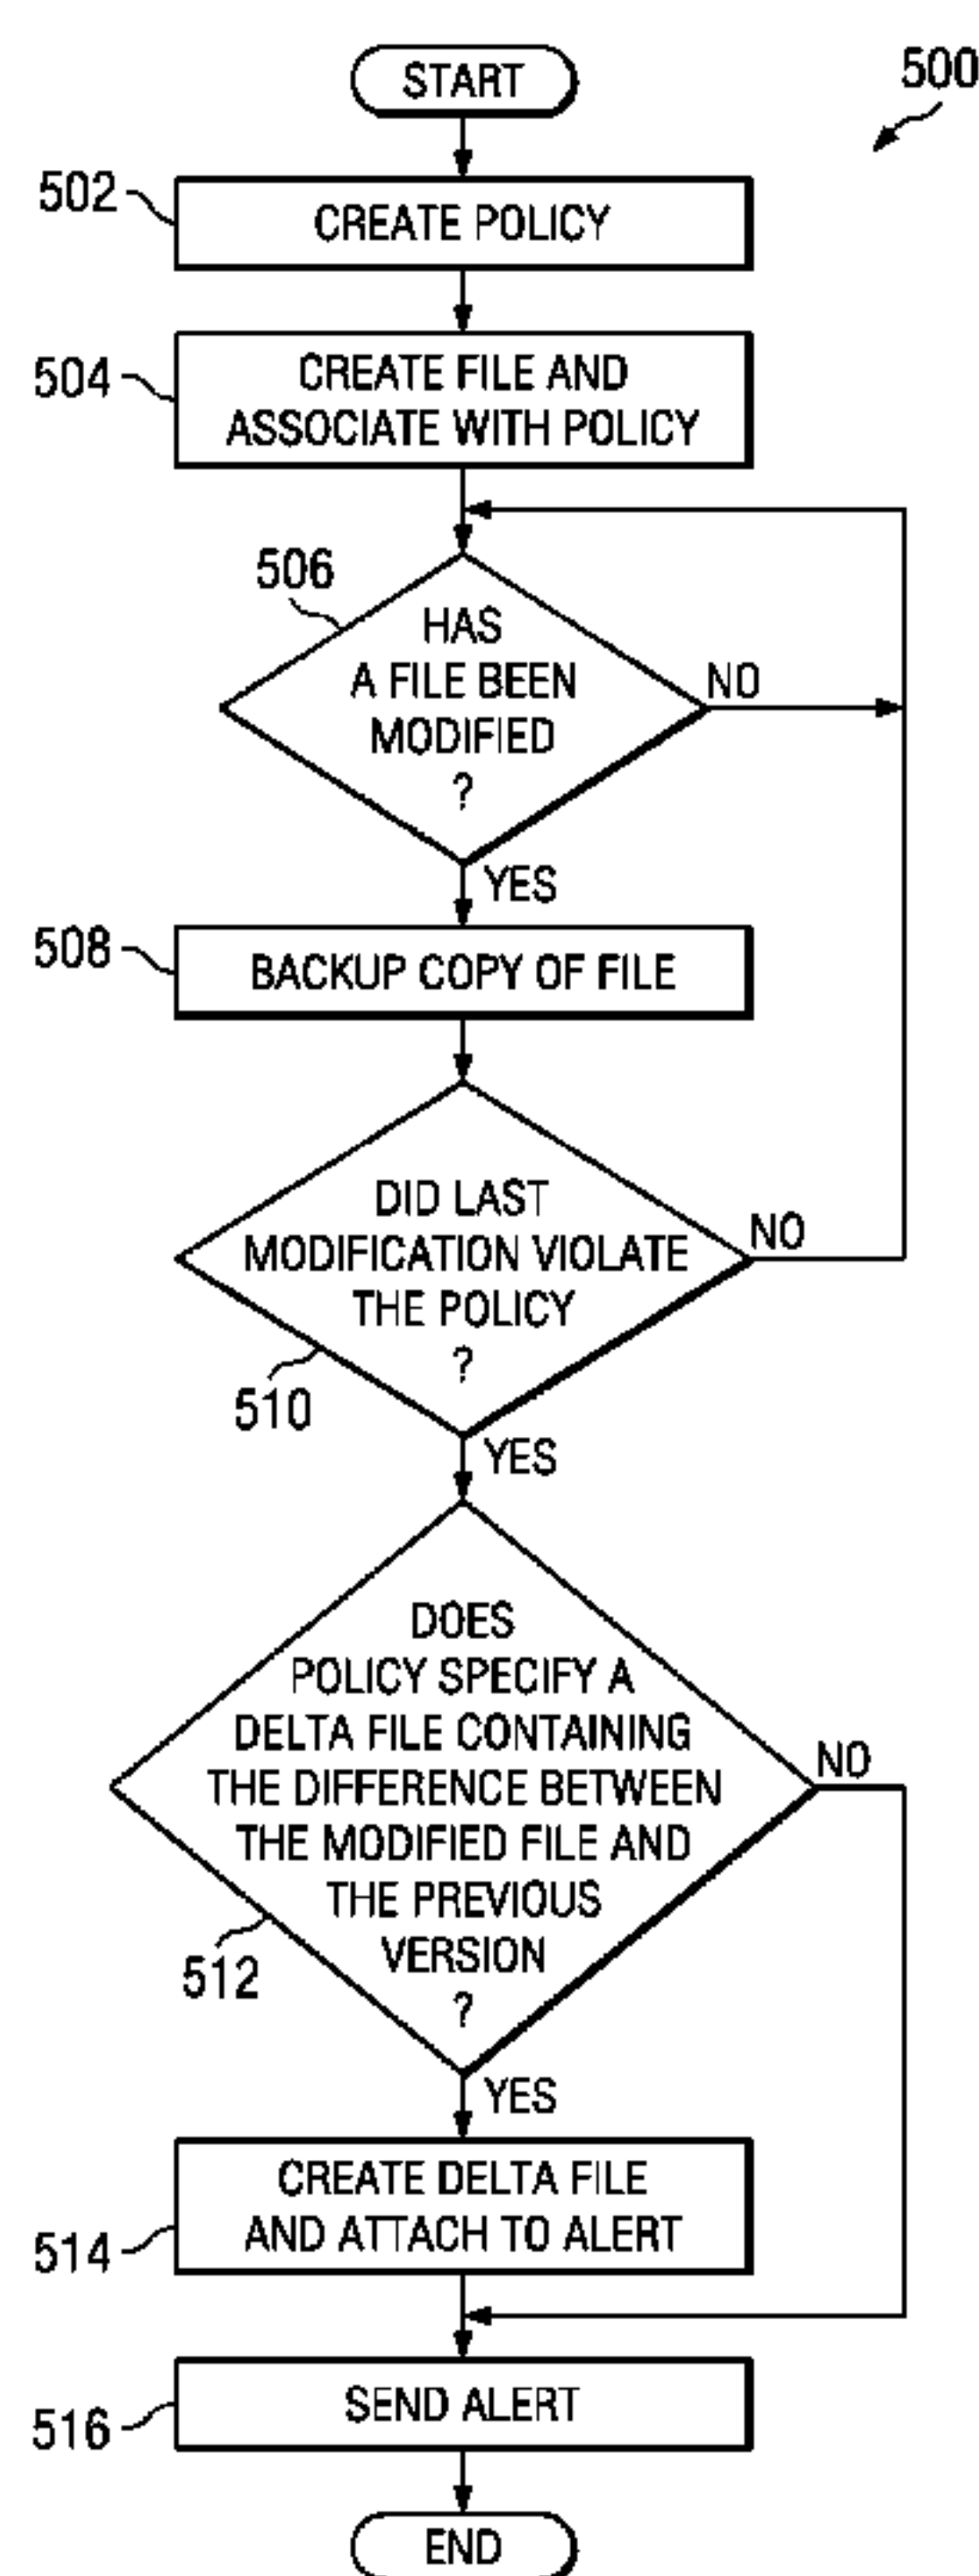 START
500
502
CREATE POLICY
504
CREATE FILE AND
ASSOCIATE WITH POLICY
506
HAS
A FILE BEEN
MODIFIED
?
NO
YES
508
BACKUP COPY OF FILE
DID LAST
MODIFICATION VIOLATE
THE POLICY
?
NO
510
YES
DOES
POLICY SPECIFY A
DELTA FILE CONTAINING
THE DIFFERENCE BETWEEN
THE MODIFIED FILE AND
THE PREVIOUS
VERSION
?
NO
512
YES
CREATE DELTA FILE
AND ATTACH TO ALERT
514
SEND ALERT
516
END